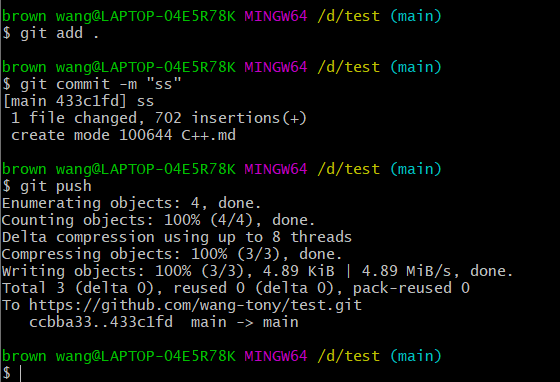 brown wang@LAPTOP-O4E5R78K MINGW64 /d/test (main)
$ git add .
brown wang@LAPTOP-O4E5R78K MINGW64 /d/test (main)
$ git commit -m "ss"
[main 433c1fd] ss
 1 file changed, 702 insertions(+)
 create mode 100644 C++.md
brown wang@LAPTOP-O4E5R78K MINGW64 /d/test (main)
$ git push
Enumerating objects: 4, done.
Counting objects: 100% (4/4), done.
Delta compression using up to 8 threads
Compressing objects: 100% (3/3), done.
Writing objects: 100% (3/3), 4.89 KiB | 4.89 MiB/s, done.
Total 3 (delta 0), reused 0 (delta 0), pack-reused 0
To https://github.com/wang-tony/test.git
   ccbba33..433c1fd  main -> main
brown wang@LAPTOP-O4E5R78K MINGW64 /d/test (main)
$